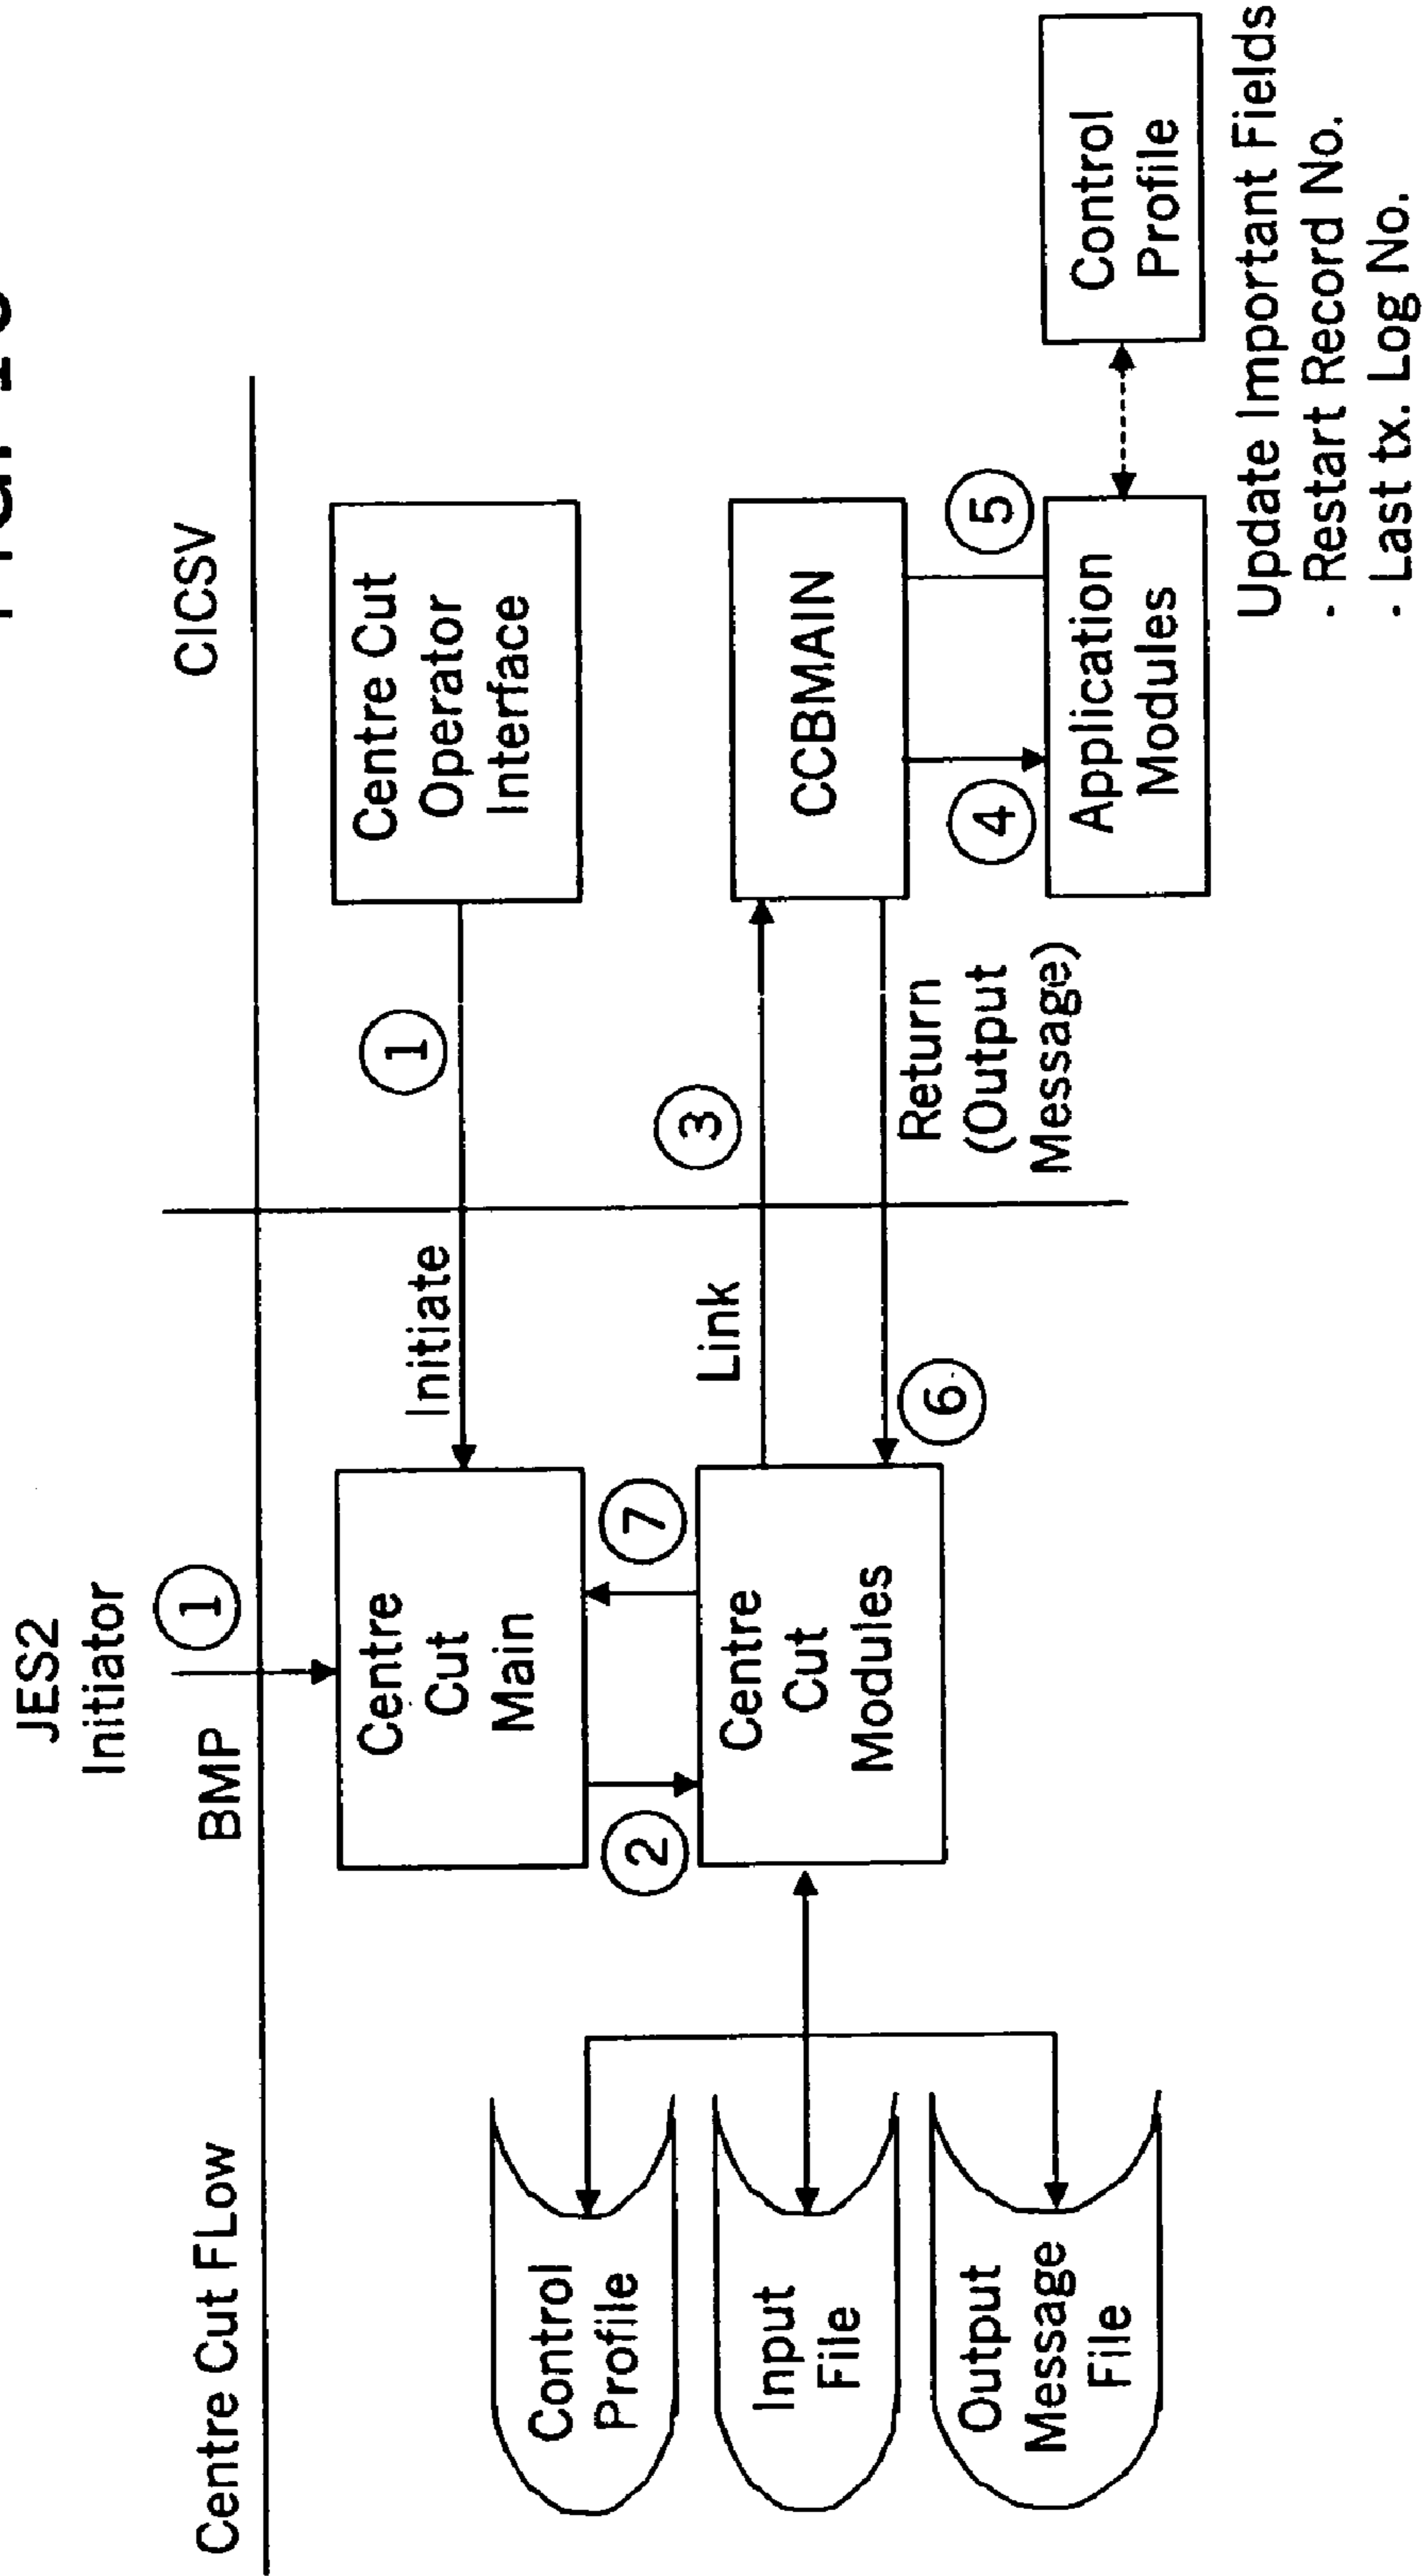 JES2
Initiator
Centre Cut FLow
BMP
1
CICSV
Centre
Cut
Main
Initiate
1
Centre Cut
Operator
Interface
2
7
Control
Profile
Input
File
Output
Message
File
Centre
Cut
Modules
Link
3
6
Return
(Output
Message)
CCBMAIN
4
5
Application
Modules
Control
Profile
Update Important Fields
· Restart Record No.
· Last tx. Log No.